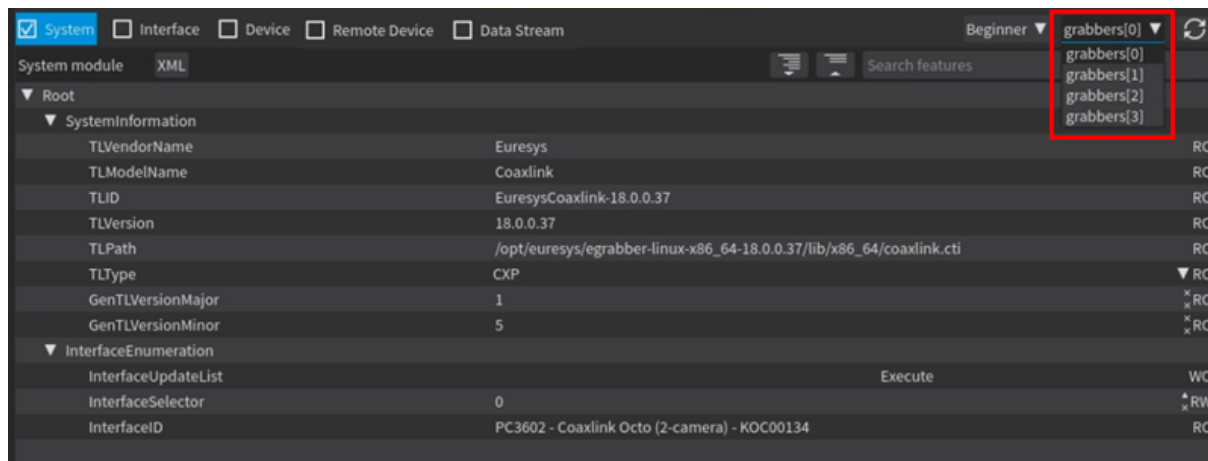 System Interface Device Remote Device Data Stream Beginner ▼ grabbers[0] ▼
grabbers[0]
System module XML Search features
grabbers[1]
▼ Root
grabbers[2]
grabbers[3]
▼ SystemInformation
TLVendorName Euresys RO
TLModelName Coaxlink RO
TLID EuresysCoaxlink-18.0.0.37 RO
TLVersion 18.0.0.37 RO
TLPath /opt/euresys/egrabber-linux-x86_64-18.0.0.37/lib/x86_64/coaxlink.cti RO
TLType CXP ▼ RO
GenTLVersionMajor 1 RO
GenTLVersionMinor 5 RO
▼ InterfaceEnumeration
InterfaceUpdateList Execute WO
InterfaceSelector 0 RW
InterfaceID PC3602 - Coaxlink Octo (2-camera) - KOC00134 RO